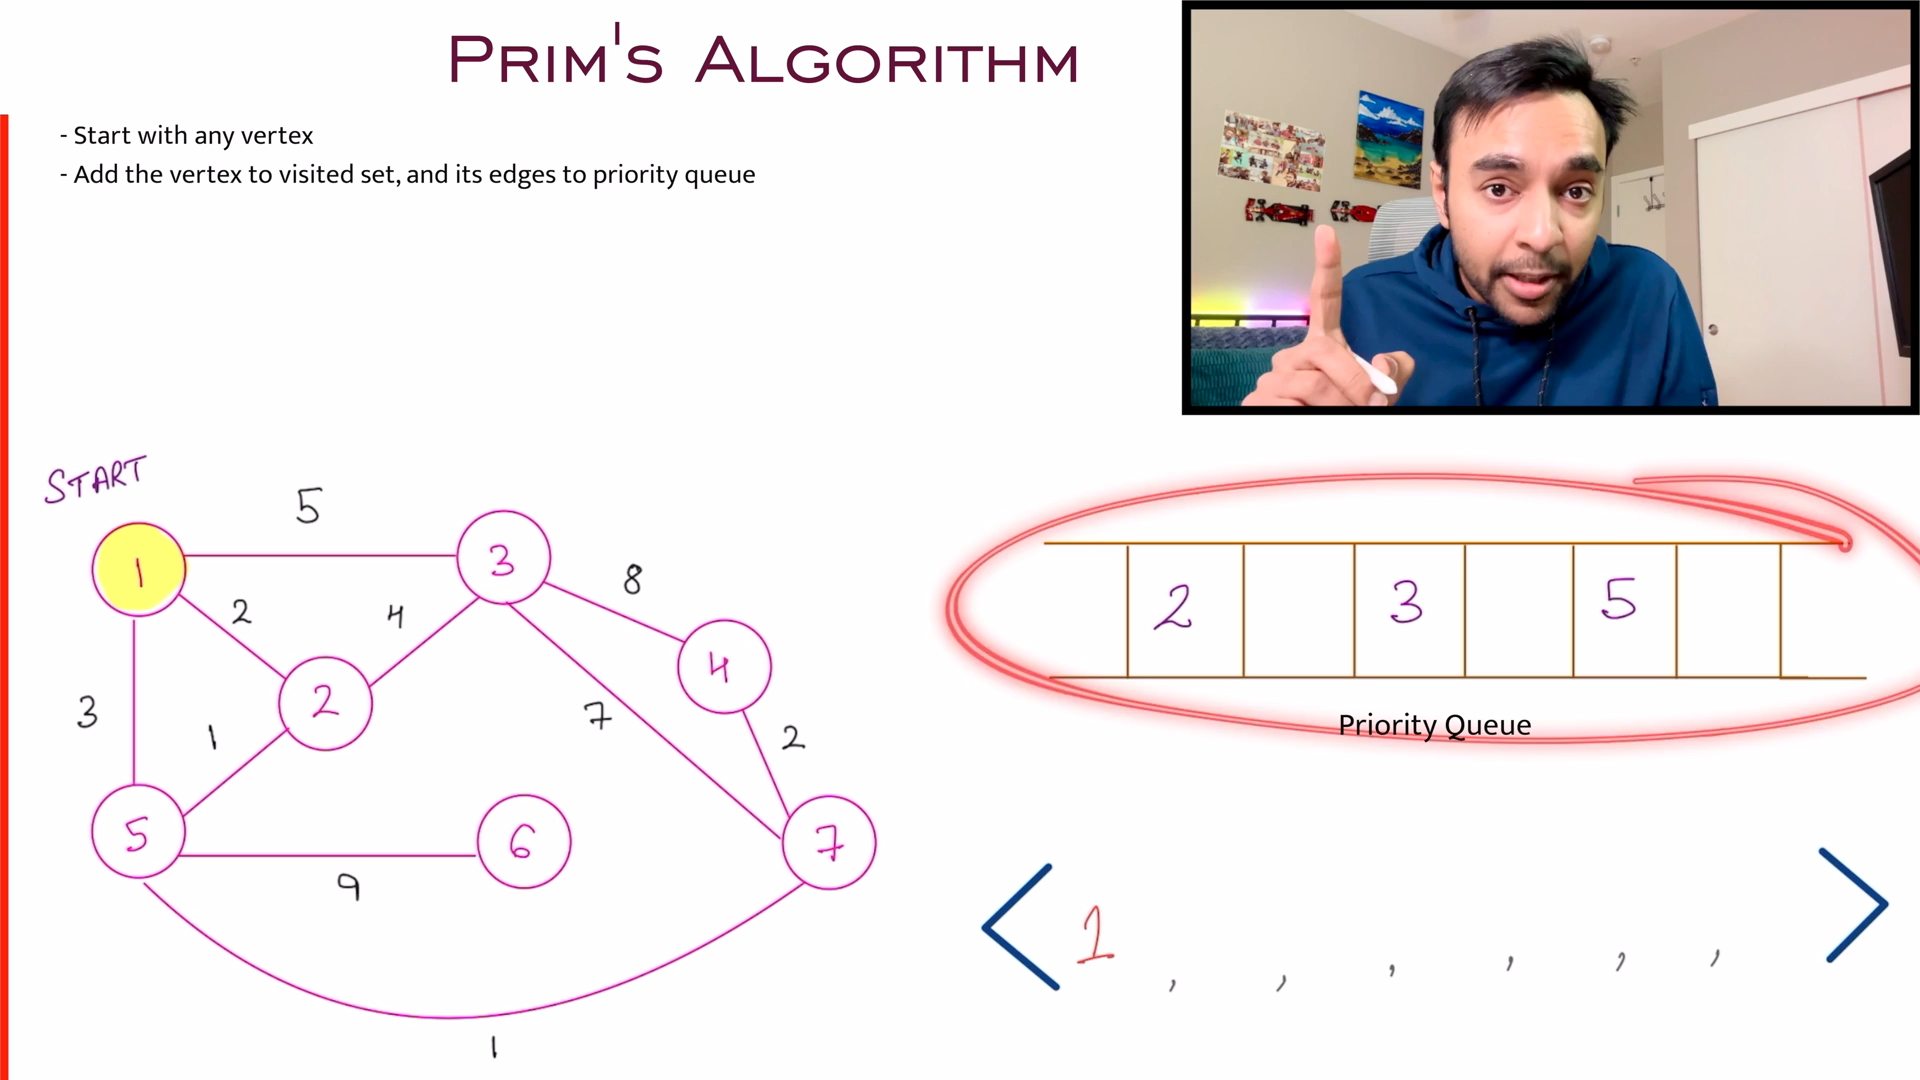 PRIM'S ALGORITHM
- Start with any vertex
- Add the vertex to visited set, and its edges to priority queue
START
5
1
3
8
2
4
4
2
3
7
1
2
5
6
7
9
1
2 3 5
Priority Queue
< 1 , , , , , , >